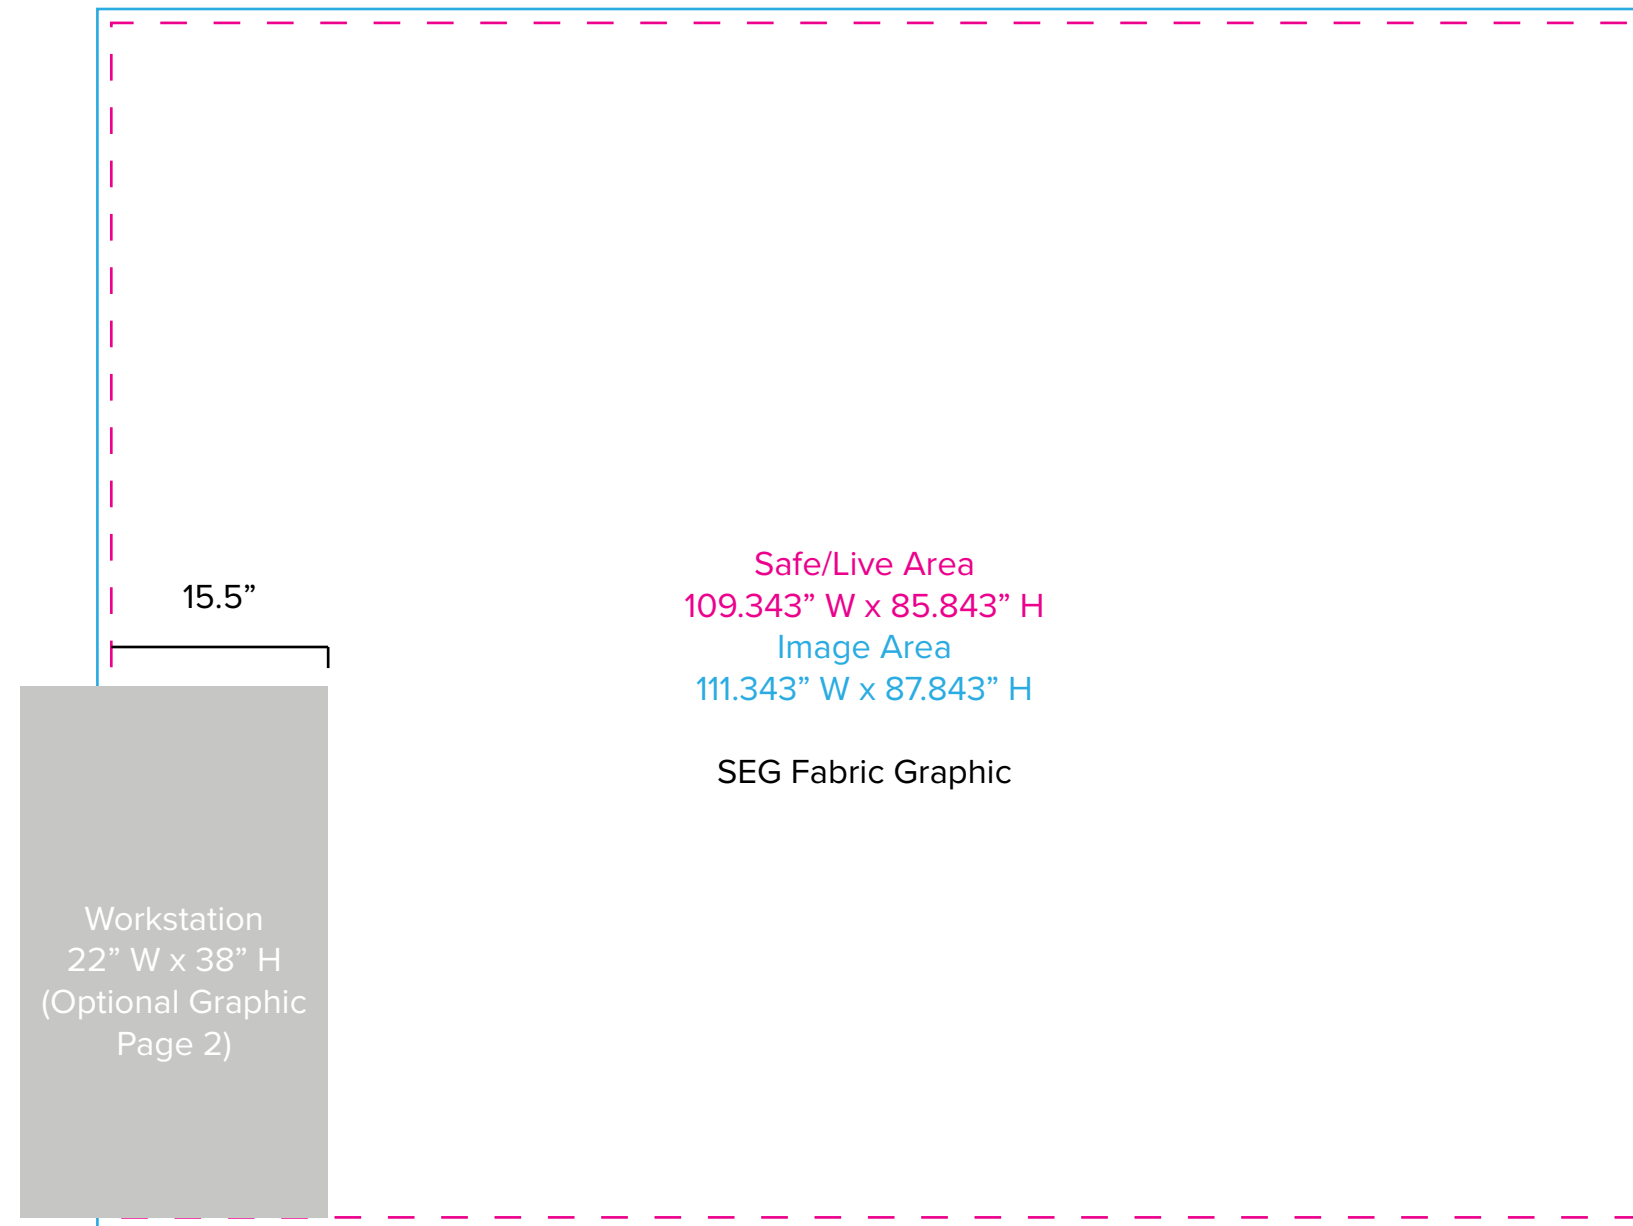 Safe/Live Area
109.343” W x 85.843” H
Image Area
111.343” W x 87.843” H
SEG Fabric Graphic
15.5”
Workstation
22” W x 38” H
(Optional Graphic
Page 2)